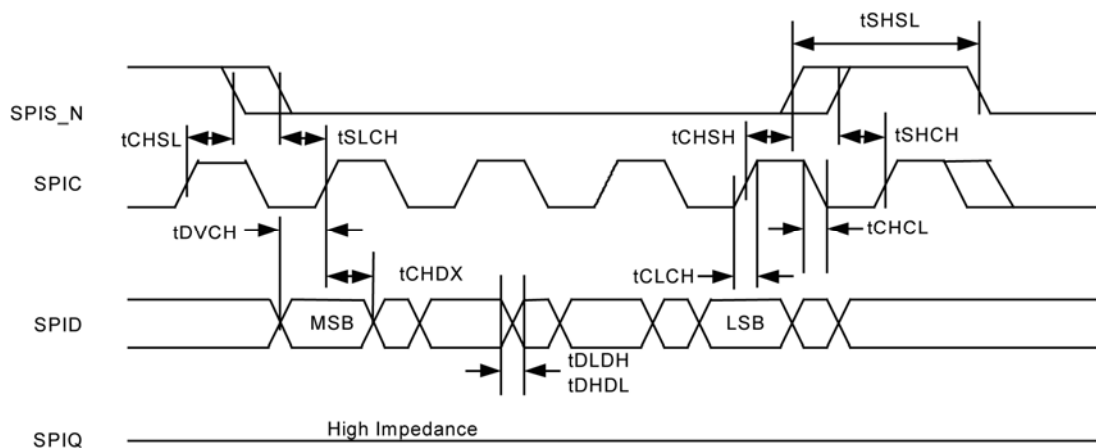 tSHSL
SPIS_N
tCHSL
tSLCH
tCHSH
tSHCH
SPIC
tDVCH
tCHCL
tCHDX
tCLCH
SPID
MSB
LSB
tDLDH
tDHDL
High Impedance
SPIQ